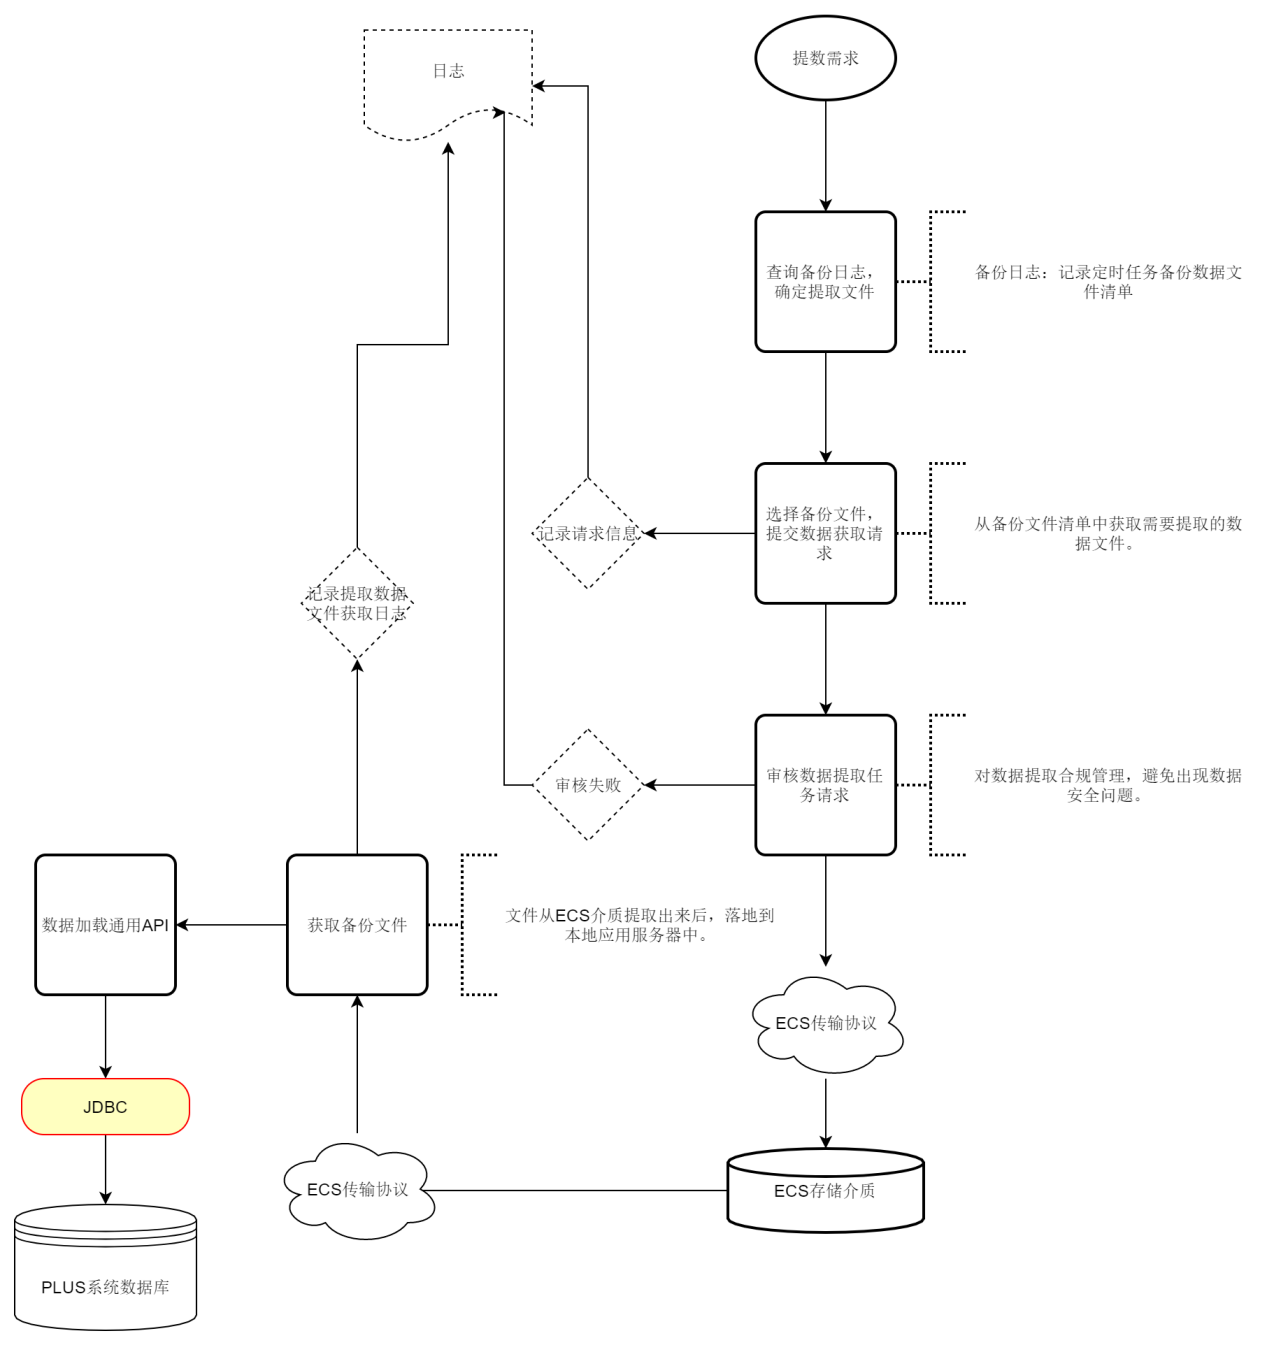 日志
提数需求
查询备份日志,
确定提取文件
备份日志：记录定时任务备份数据文
件清单
选择备份文件,
提交数据获取请
求
记录请求信息
从备份文件清单中获取需要提取的数
据文件。
记录提取数据
文件获取日志
审核失败
审核数据提取任
务请求
对数据提取合规管理，避免出现数据
安全问题。
数据加载通用API
获取备份文件
文件从ECS介质提取出来后，落地到
本地应用服务器中。
ECS传输协议
JDBC
ECS传输协议
ECS存储介质
PLUS系统数据库